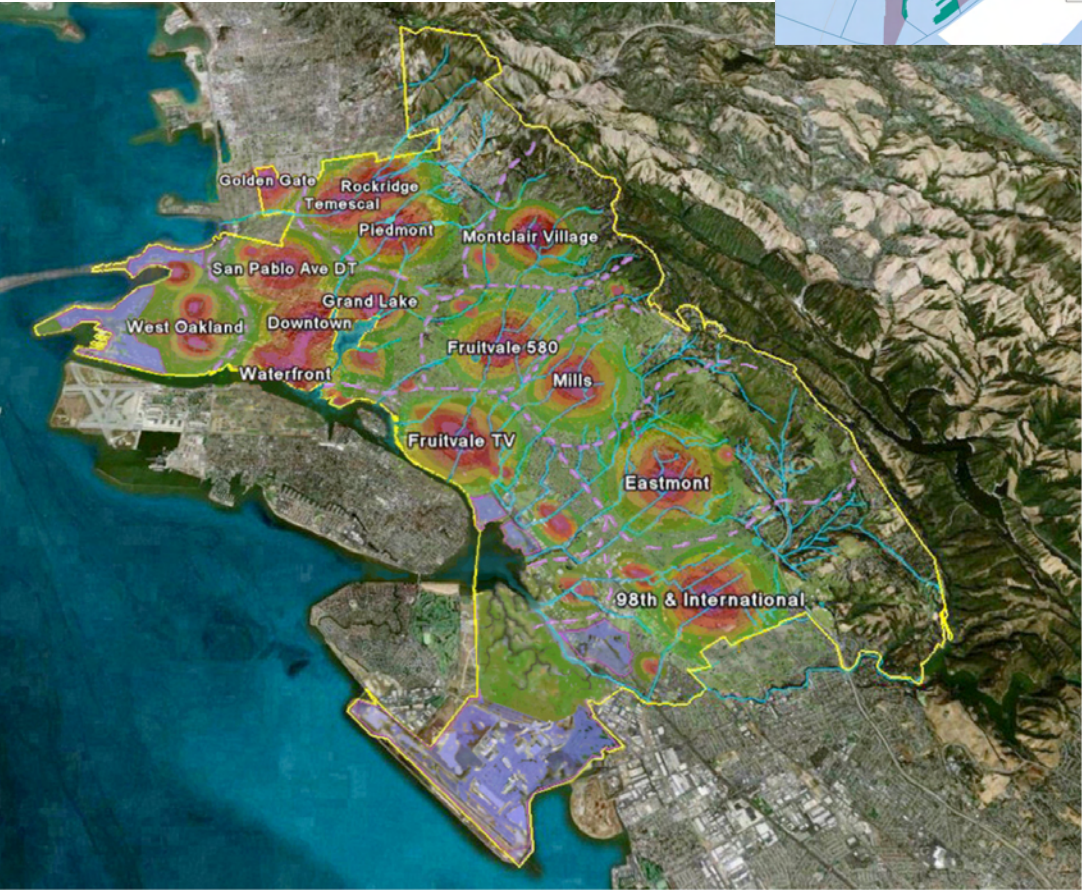 Golden Gate
Rockridge
Temescal
Piedmont
Montclair Village
San Pablo Ave DT
Grand Lake
West Oakland
Downtown
Fruitvale 580
Waterfront
Mills
Fruitvale TV
Eastmont
98th & International